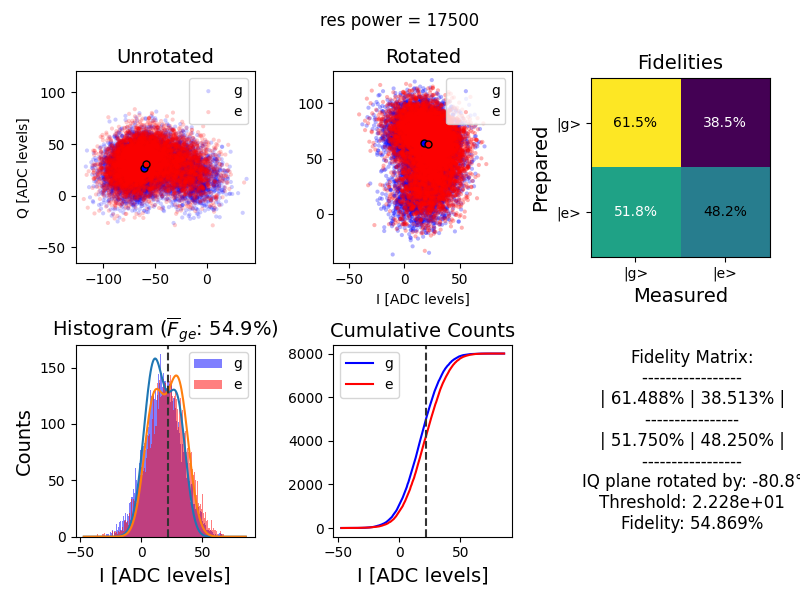 res power = 17500
Unrotated
Q [ADC levels]
100
50
0
−50
−100
−50
0
g
e
Rotated
100
50
0
−50
0
50
I [ADC levels]
g
e
Fidelities
Prepared
|g>
|e>
61.5%
38.5%
51.8%
48.2%
|g>
|e>
Measured
Histogram (F̅ge: 54.9%)
Counts
150
100
50
0
−50
0
50
I [ADC levels]
g
e
Cumulative Counts
8000
6000
4000
2000
0
−50
0
50
I [ADC levels]
g
e
Fidelity Matrix:
-----------------
| 61.488% | 38.513% |
----------------
| 51.750% | 48.250% |
-----------------
IQ plane rotated by: -80.8°
Threshold: 2.228e+01
Fidelity: 54.869%